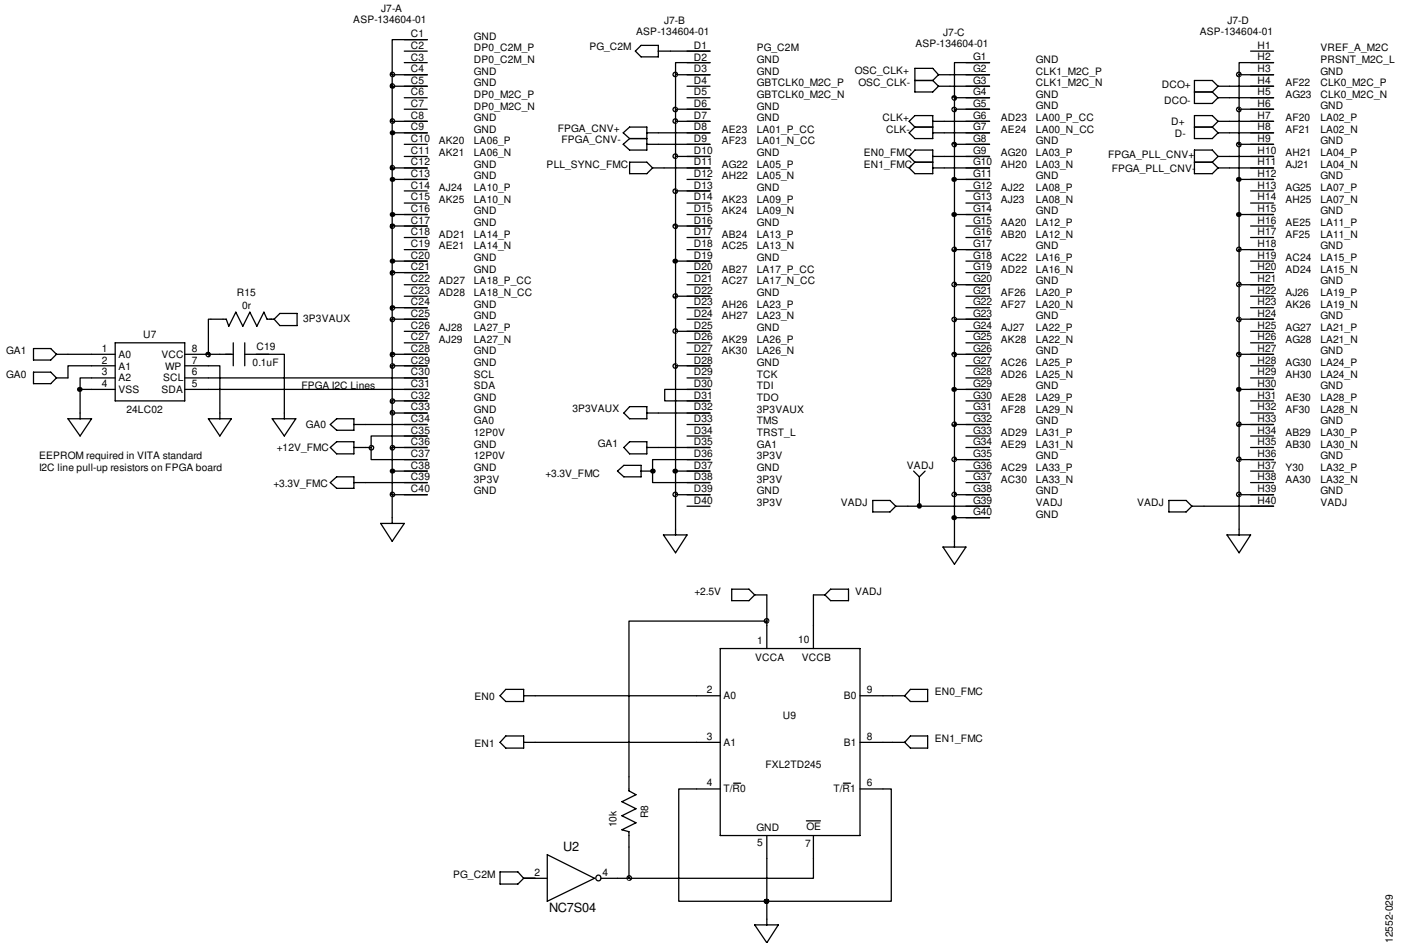 J7-A
ASP-134604-01
C1 GND
C2 DP0_C2M_P
C3 DP0_C2M_N
C4 GND
C5 GND
C6 DP0_M2C_P
C7 DP0_M2C_N
C8 GND
C9 GND
C10 AK20 LA06_P
C11 AK21 LA06_N
C12 GND
C13 GND
C14 AJ24 LA10_P
C15 AK25 LA10_N
C16 GND
C17 GND
C18 AD21 LA14_P
C19 AE21 LA14_N
C20 GND
C21 GND
C22 AD27 LA18_P_CC
C23 AD28 LA18_N_CC
C24 GND
C25 GND
C26 AJ28 LA27_P
C27 AJ29 LA27_N
C28 GND
C29 GND
C30 SCL
C31 SDA
C32 GND
C33 GND
GA0 C34 GA0
C35 12P0V
+12V_FMC C36 GND
C37 12P0V
C38 GND
+3.3V_FMC C39 3P3V
C40 GND
R15
0r
3P3VAUX
U7
C19
0.1uF
GA1 1 A0 VCC 8
GA0 2 A1 WP 7
3 A2 SCL 6
4 VSS SDA 5
FPGA I2C Lines
24LC02
EEPROM required in VITA standard
I2C line pull-up resistors on FPGA board
J7-B
ASP-134604-01
PG_C2M D1 PG_C2M
D2 GND
D3 GND
D4 GBTCLK0_M2C_P
D5 GBTCLK0_M2C_N
D6 GND
D7 GND
FPGA_CNV+ D8 AE23 LA01_P_CC
FPGA_CNV- D9 AF23 LA01_N_CC
D10 GND
PLL_SYNC_FMC D11 AG22 LA05_P
D12 AH22 LA05_N
D13 GND
D14 AK23 LA09_P
D15 AK24 LA09_N
D16 GND
D17 AB24 LA13_P
D18 AC25 LA13_N
D19 GND
D20 AB27 LA17_P_CC
D21 AC27 LA17_N_CC
D22 GND
D23 AH26 LA23_P
D24 AH27 LA23_N
D25 GND
D26 AK29 LA26_P
D27 AK30 LA26_N
D28 GND
D29 TCK
D30 TDI
D31 TDO
3P3VAUX D32 3P3VAUX
D33 TMS
D34 TRST_L
GA1 D35 GA1
D36 3P3V
+3.3V_FMC D37 GND
D38 3P3V
D39 GND
D40 3P3V
J7-C
ASP-134604-01
G1 GND
OSC_CLK+ G2 CLK1_M2C_P
OSC_CLK- G3 CLK1_M2C_N
G4 GND
G5 GND
CLK+ G6 AD23 LA00_P_CC
CLK- G7 AE24 LA00_N_CC
G8 GND
EN0_FMC G9 AG20 LA03_P
EN1_FMC G10 AH20 LA03_N
G11 GND
G12 AJ22 LA08_P
G13 AJ23 LA08_N
G14 GND
G15 AA20 LA12_P
G16 AB20 LA12_N
G17 GND
G18 AC22 LA16_P
G19 AD22 LA16_N
G20 GND
G21 AF26 LA20_P
G22 AF27 LA20_N
G23 GND
G24 AJ27 LA22_P
G25 AK28 LA22_N
G26 GND
G27 AC26 LA25_P
G28 AD26 LA25_N
G29 GND
G30 AE28 LA29_P
G31 AF28 LA29_N
G32 GND
G33 AD29 LA31_P
G34 AE29 LA31_N
G35 GND
VADJ G36 AC29 LA33_P
G37 AC30 LA33_N
G38 GND
VADJ G39 VADJ
G40 GND
J7-D
ASP-134604-01
H1 VREF_A_M2C
H2 PRSNT_M2C_L
H3 GND
DCO+ H4 AF22 CLK0_M2C_P
DCO- H5 AG23 CLK0_M2C_N
H6 GND
D+ H7 AF20 LA02_P
D- H8 AF21 LA02_N
H9 GND
FPGA_PLL_CNV+ H10 AH21 LA04_P
FPGA_PLL_CNV- H11 AJ21 LA04_N
H12 GND
H13 AG25 LA07_P
H14 AH25 LA07_N
H15 GND
H16 AE25 LA11_P
H17 AF25 LA11_N
H18 GND
H19 AC24 LA15_P
H20 AD24 LA15_N
H21 GND
H22 AJ26 LA19_P
H23 AK26 LA19_N
H24 GND
H25 AG27 LA21_P
H26 AG28 LA21_N
H27 GND
H28 AG30 LA24_P
H29 AH30 LA24_N
H30 GND
H31 AE30 LA28_P
H32 AF30 LA28_N
H33 GND
H34 AB29 LA30_P
H35 AB30 LA30_N
H36 GND
H37 Y30 LA32_P
H38 AA30 LA32_N
H39 GND
VADJ H40 VADJ
+2.5V VADJ
1 10
VCCA VCCB
EN0 2 A0 B0 9 EN0_FMC
U9
EN1 3 A1 B1 8 EN1_FMC
FXL2TD245
4 T/R0 T/R1 6
10k R8
GND OE
5 7
U2
PG_C2M 2 4
NC7S04
12552-029